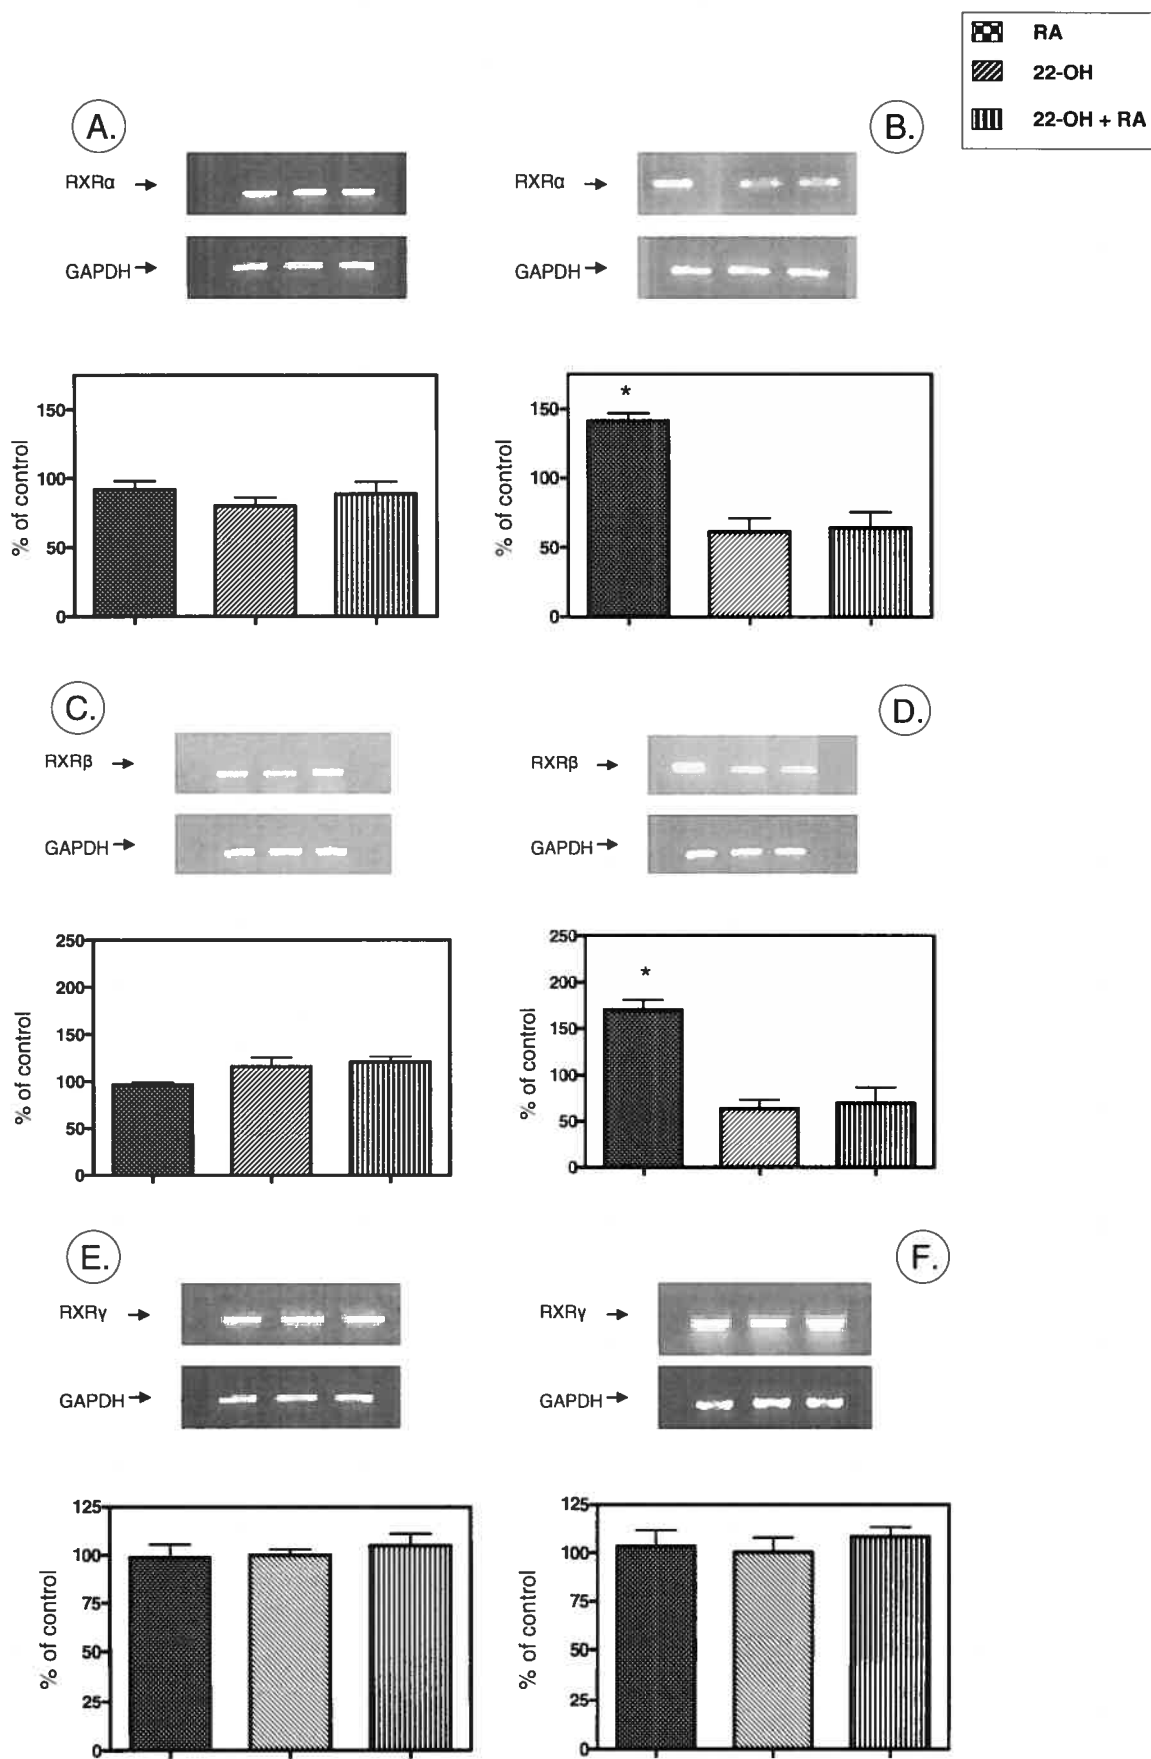 RA
22-OH
22-OH + RA
A.
B.
RXRα
RXRα
GAPDH
GAPDH
150
100
50
0
% of control
*
150
100
50
0
% of control
C.
D.
RXRβ
RXRβ
GAPDH
GAPDH
250
200
150
100
50
0
% of control
*
250
200
150
100
50
0
% of control
E.
F.
RXRγ
RXRγ
GAPDH
GAPDH
125
100
75
50
25
0
% of control
125
100
75
50
25
0
% of control